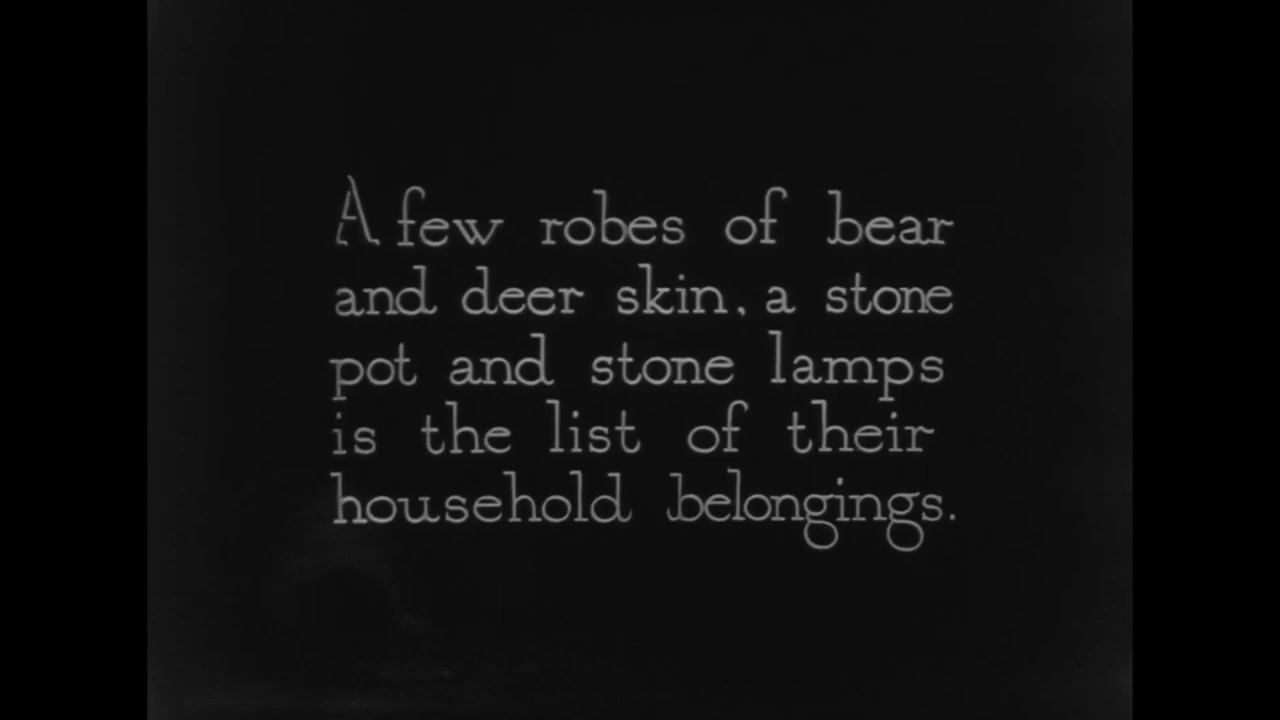 A few robes of bear
and deer skin, a stone
pot and stone lamps
is the list of their
household belongings.